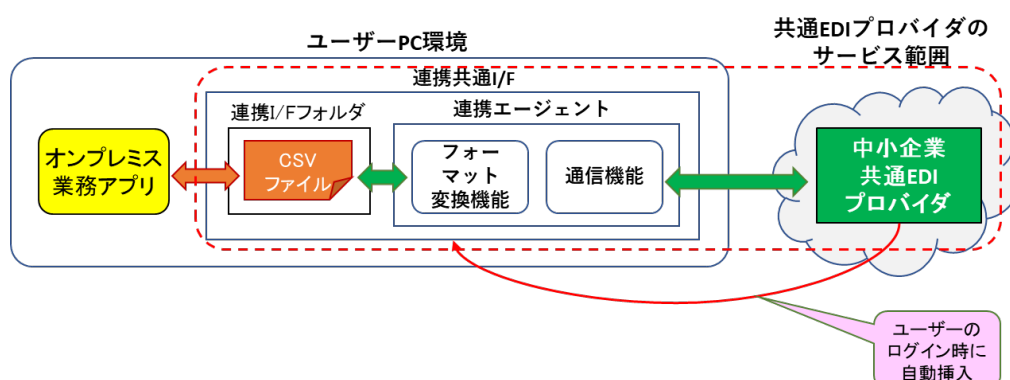 ユーザーPC環境
共通EDIプロバイダの
サービス範囲
連携共通I/F
連携I/Fフォルダ
連携エージェント
オンプレミス
業務アプリ
CSV
ファイル
フォー
マット
変換機能
通信機能
中小企業
共通EDI
プロバイダ
ユーザーの
ログイン時に
自動挿入